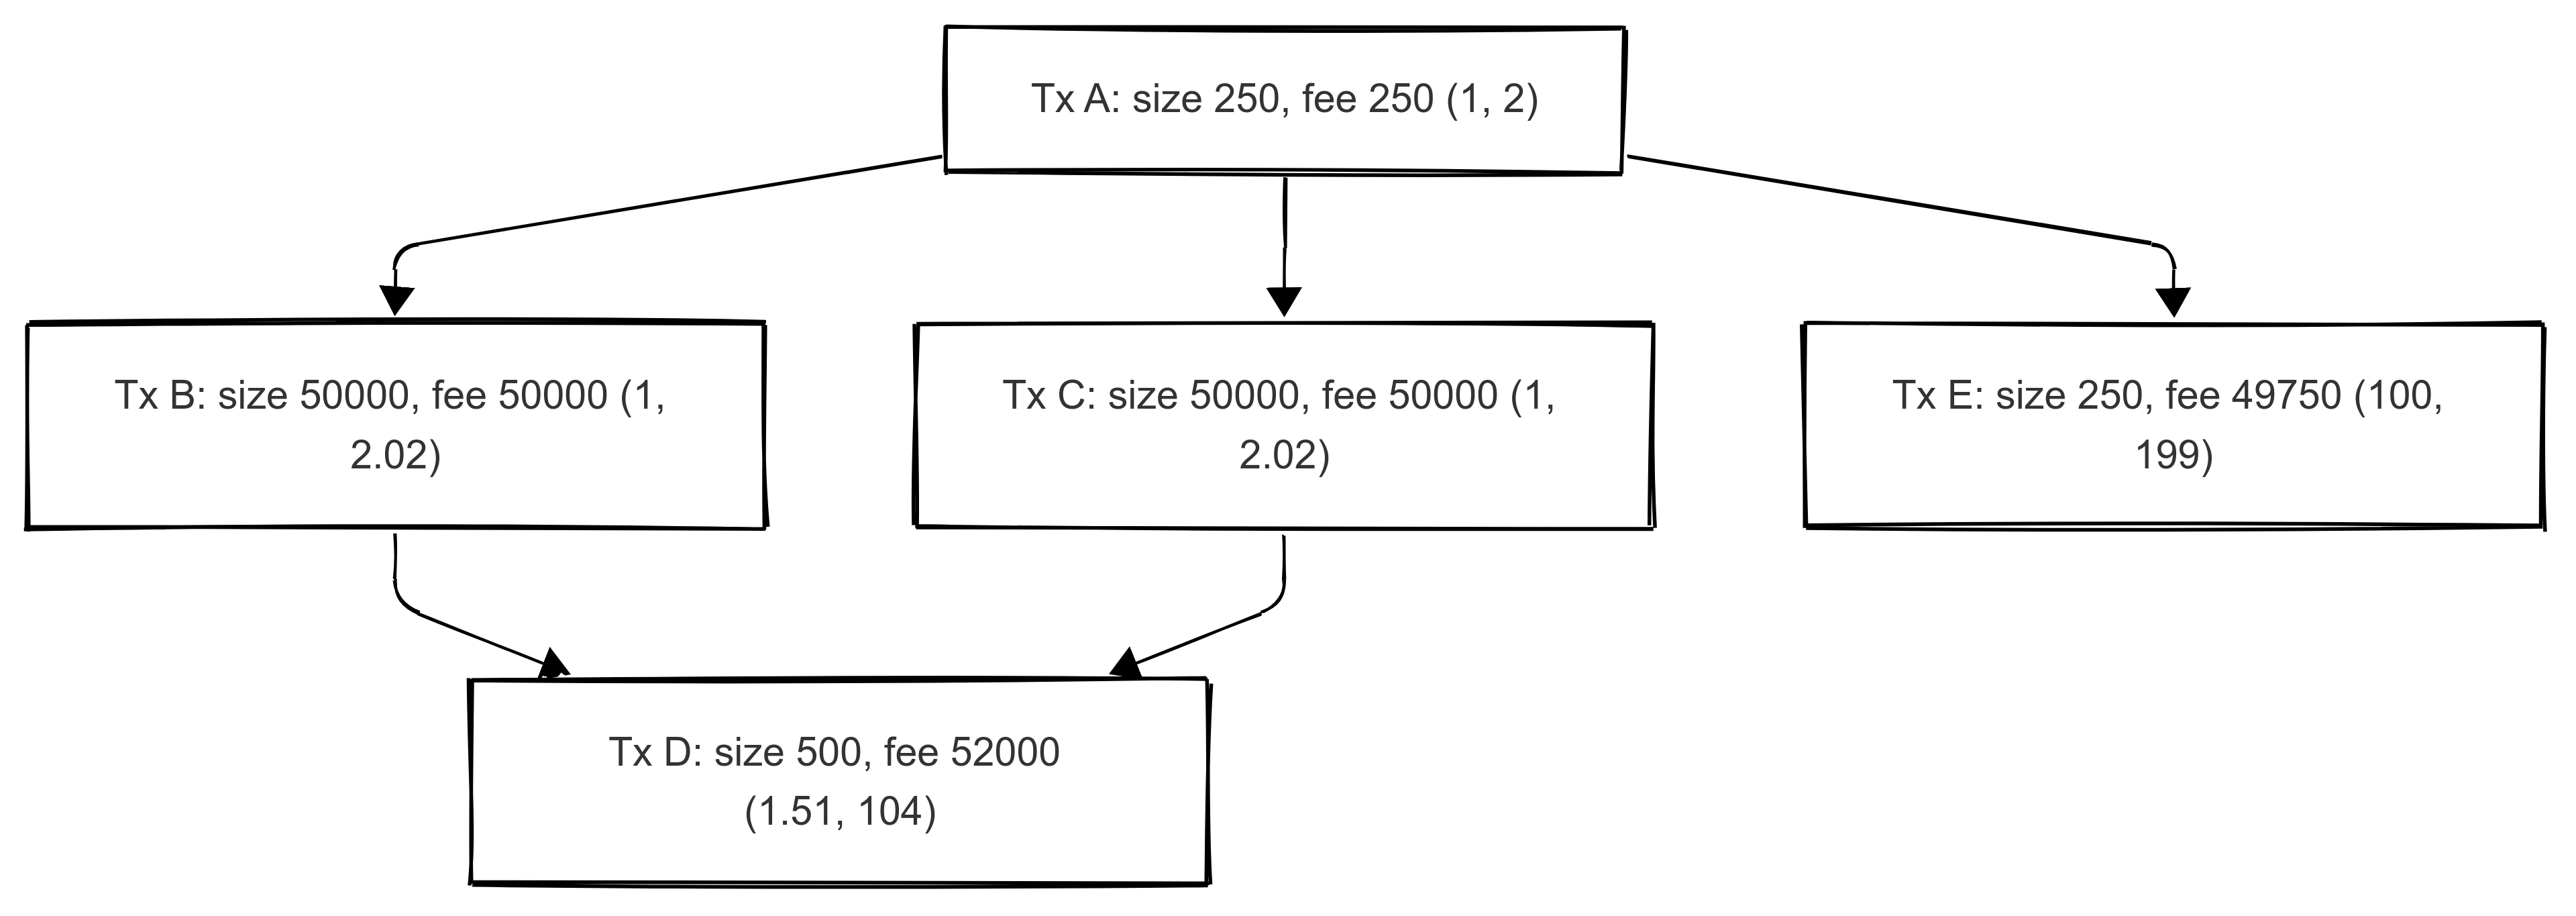 Tx A: size 250, fee 250 (1, 2)
Tx B: size 50000, fee 50000 (1,
2.02)
Tx C: size 50000, fee 50000 (1,
2.02)
Tx E: size 250, fee 49750 (100,
199)
Tx D: size 500, fee 52000
(1.51, 104)